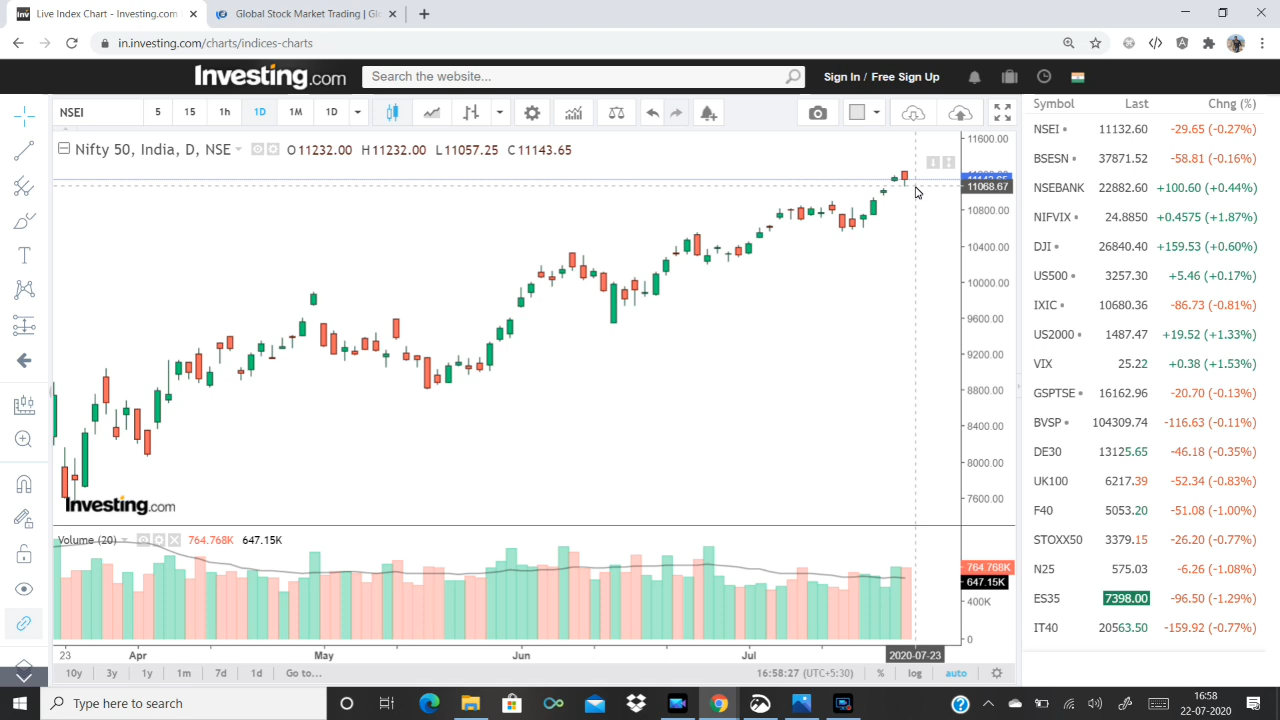 Live Index Chart - Investing.com
Global Stock Market Trading | Gl
in.investing.com/charts/indices-charts
Investing.com
Search the website...
Sign In / Free Sign Up
NSEI
5
15
1h
1D
1M
1D
Nifty 50, India, D, NSE
O 11232.00 H 11232.00 L 11057.25 C 11143.65
11600.00
11068.67
10800.00
10400.00
10000.00
9600.00
9200.00
8800.00
8400.00
8000.00
7600.00
Investing.com
Volume (20)
764.768K
647.15K
764.768K
647.15K
400K
0
23
Apr
May
Jun
Jul
2020-07-23
10y
3y
1y
1m
7d
1d
Go to...
16:58:27 (UTC+5:30)
%
log
auto
Symbol Last Chng (%)
NSEI 11132.60 -29.65 (-0.27%)
BSESN 37871.52 -58.81 (-0.16%)
NSEBANK 22882.60 +100.60 (+0.44%)
NIFVIX 24.8850 +0.4575 (+1.87%)
DJI 26840.40 +159.53 (+0.60%)
US500 3257.30 +5.46 (+0.17%)
IXIC 10680.36 -86.73 (-0.81%)
US2000 1487.47 +19.52 (+1.33%)
VIX 25.22 +0.38 (+1.53%)
GSPTSE 16162.96 -20.70 (-0.13%)
BVSP 104309.74 -116.63 (-0.11%)
DE30 13125.65 -46.18 (-0.35%)
UK100 6217.39 -52.34 (-0.83%)
F40 5053.20 -51.08 (-1.00%)
STOXX50 3379.15 -26.20 (-0.77%)
N25 575.03 -6.26 (-1.08%)
ES35 7398.00 -96.50 (-1.29%)
IT40 20563.50 -159.92 (-0.77%)
Type here to search
16:58
22-07-2020